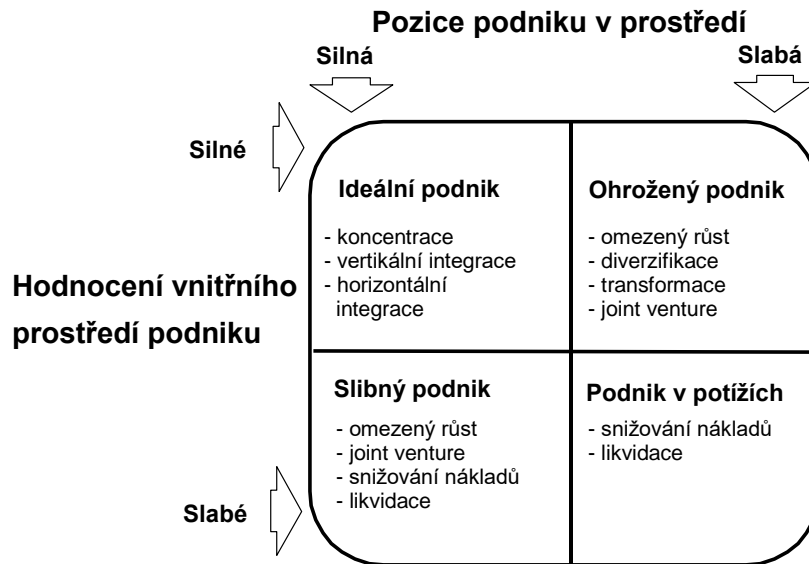 Pozice podniku v prostředí
Silná
Slabá
Silné
Ideální podnik
- koncentrace
- vertikální integrace
- horizontální
integrace
Ohrožený podnik
- omezený růst
- diverzifikace
- transformace
- joint venture
Hodnocení vnitřního
prostředí podniku
Slibný podnik
- omezený růst
- joint venture
- snižování nákladů
- likvidace
Podnik v potížích
- snižování nákladů
- likvidace
Slabé